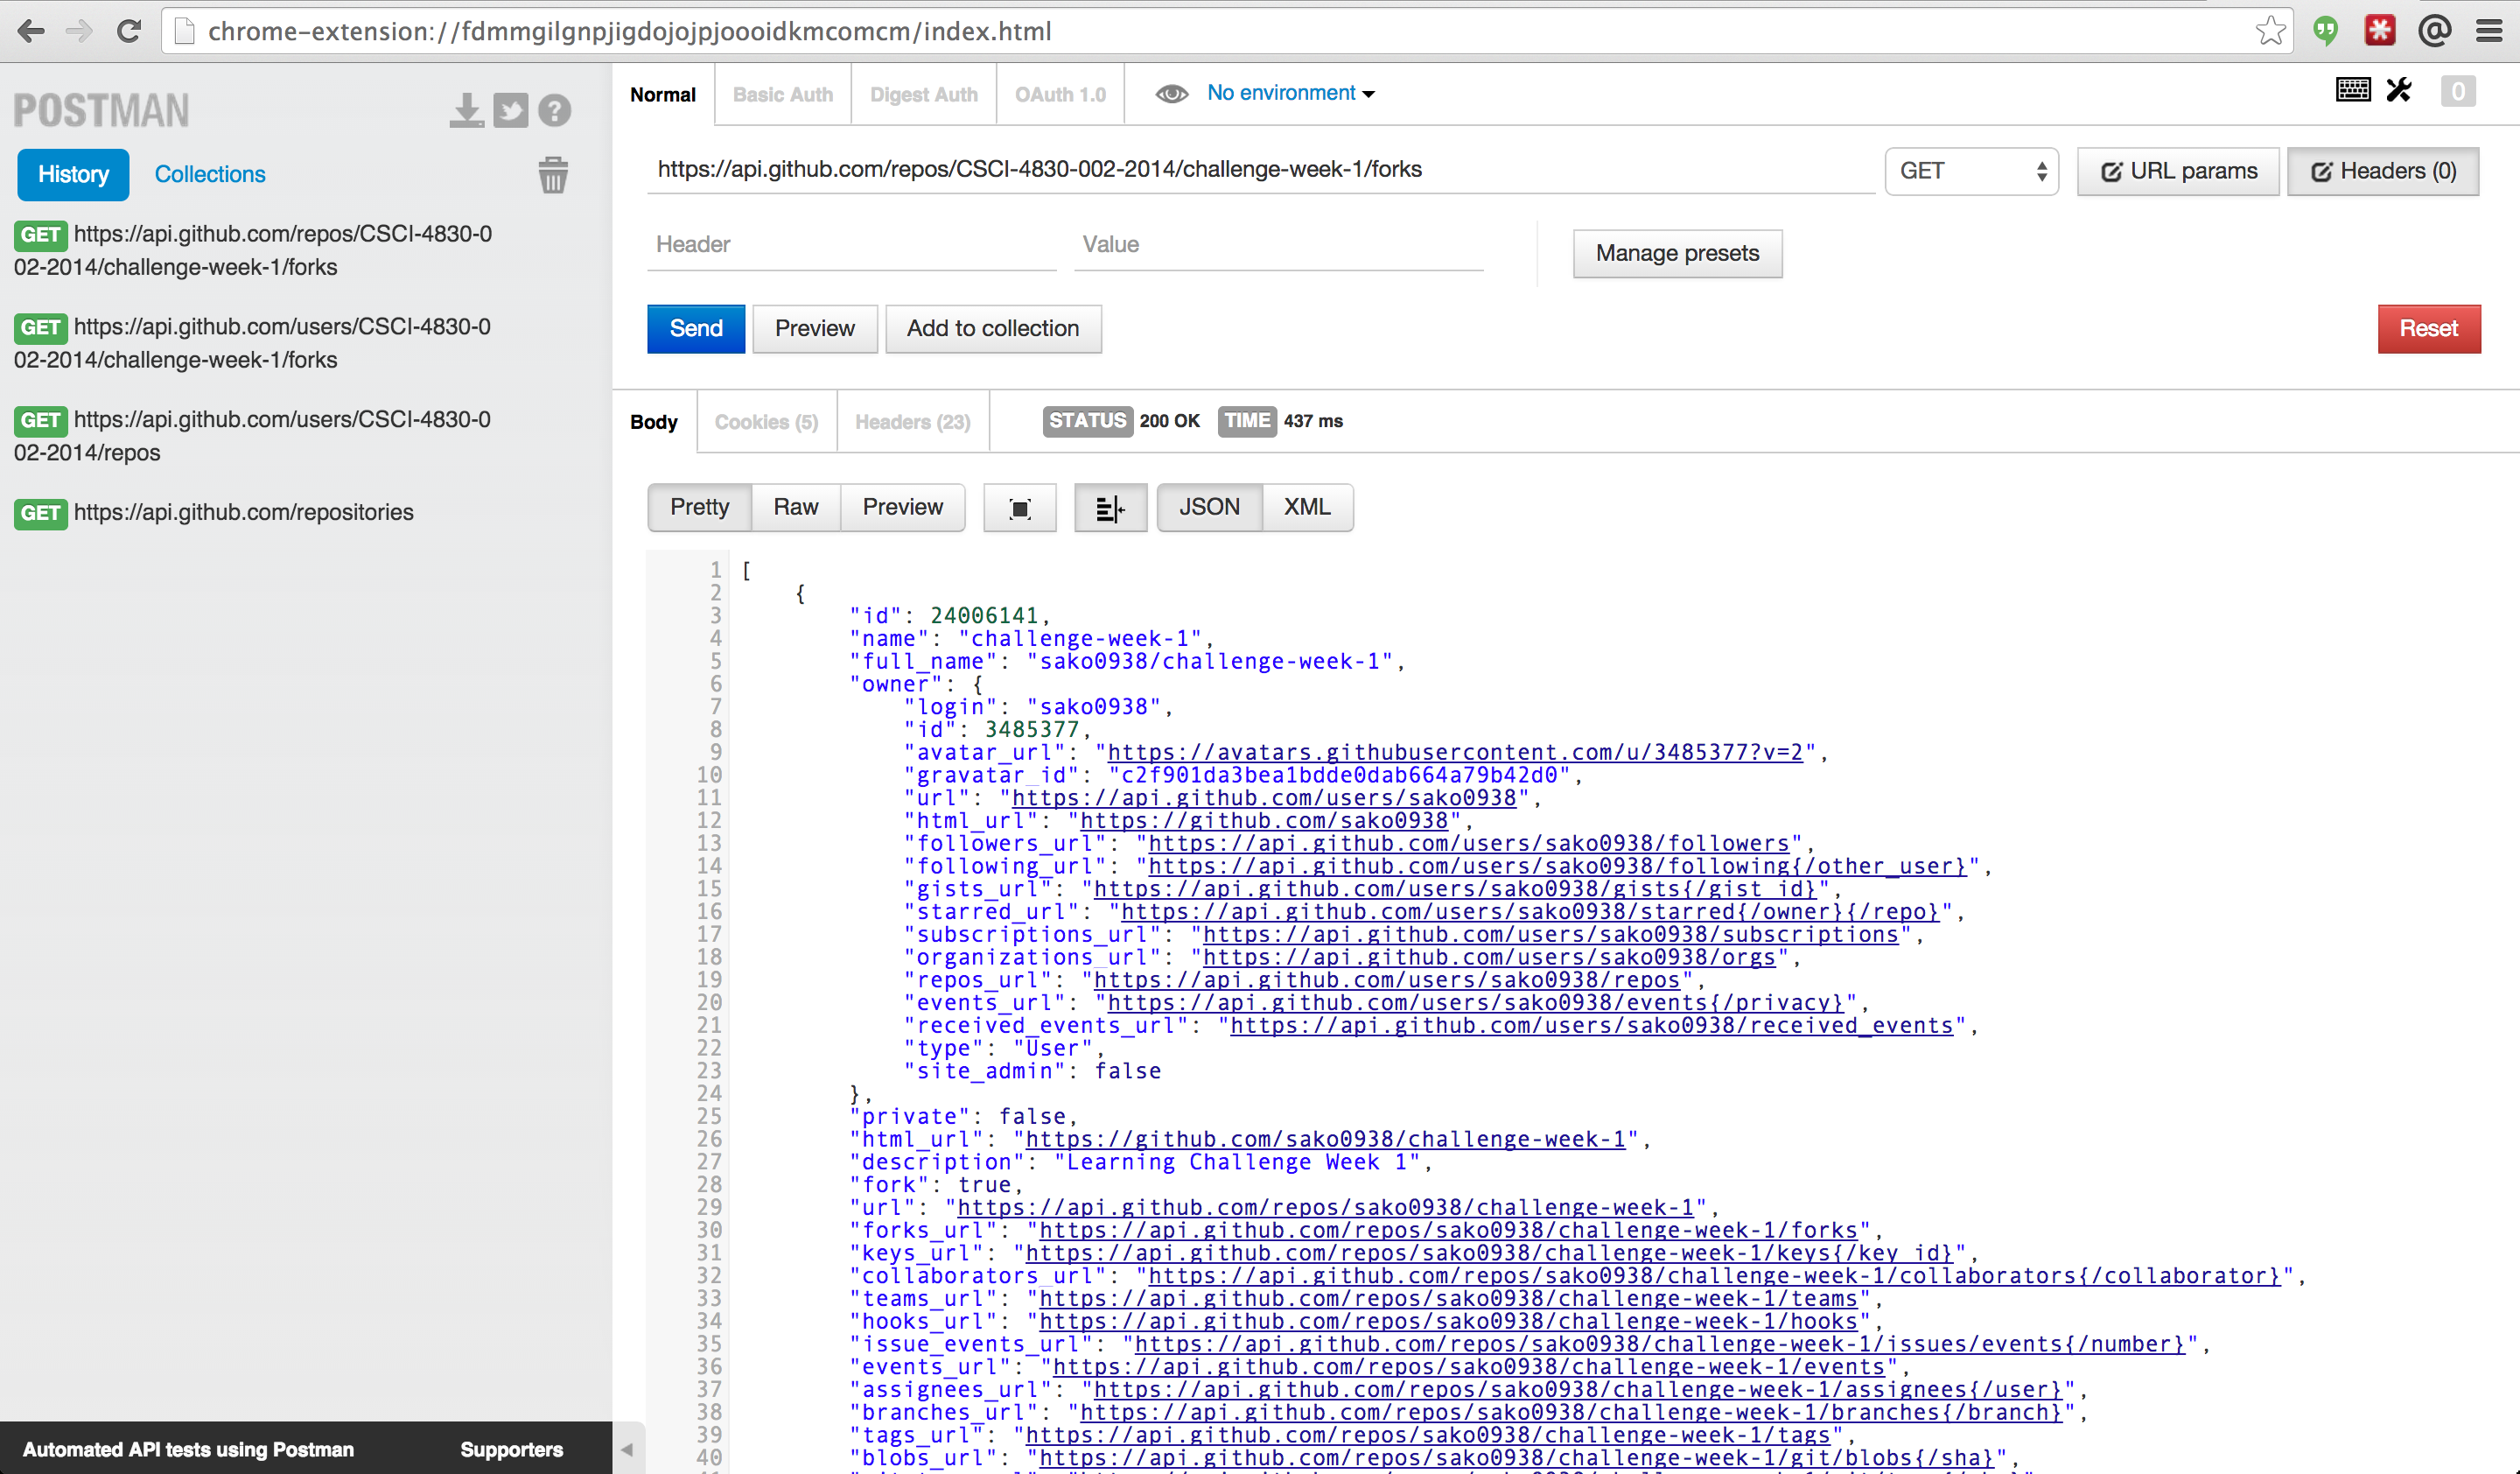 chrome-extension://fdmmgilgnpjigdojojpjoooidkmcomcm/index.html
POSTMAN
History Collections
GET https://api.github.com/repos/CSCI-4830-0
02-2014/challenge-week-1/forks
GET https://api.github.com/users/CSCI-4830-0
02-2014/challenge-week-1/forks
GET https://api.github.com/users/CSCI-4830-0
02-2014/repos
GET https://api.github.com/repositories
Automated API tests using Postman Supporters
Normal Basic Auth Digest Auth OAuth 1.0 No environment 0
https://api.github.com/repos/CSCI-4830-002-2014/challenge-week-1/forks GET URL params Headers (0)
Header Value Manage presets
Send Preview Add to collection Reset
Body Cookies (5) Headers (23) STATUS 200 OK TIME 437 ms
Pretty Raw Preview JSON XML
1 [
2 {
3 "id": 24006141,
4 "name": "challenge-week-1",
5 "full_name": "sako0938/challenge-week-1",
6 "owner": {
7 "login": "sako0938",
8 "id": 3485377,
9 "avatar_url": "https://avatars.githubusercontent.com/u/3485377?v=2",
10 "gravatar_id": "c2f901da3bea1bdde0dab664a79b42d0",
11 "url": "https://api.github.com/users/sako0938",
12 "html_url": "https://github.com/sako0938",
13 "followers_url": "https://api.github.com/users/sako0938/followers",
14 "following_url": "https://api.github.com/users/sako0938/following{/other_user}",
15 "gists_url": "https://api.github.com/users/sako0938/gists{/gist_id}",
16 "starred_url": "https://api.github.com/users/sako0938/starred{/owner}{/repo}",
17 "subscriptions_url": "https://api.github.com/users/sako0938/subscriptions",
18 "organizations_url": "https://api.github.com/users/sako0938/orgs",
19 "repos_url": "https://api.github.com/users/sako0938/repos",
20 "events_url": "https://api.github.com/users/sako0938/events{/privacy}",
21 "received_events_url": "https://api.github.com/users/sako0938/received_events",
22 "type": "User",
23 "site_admin": false
24 },
25 "private": false,
26 "html_url": "https://github.com/sako0938/challenge-week-1",
27 "description": "Learning Challenge Week 1",
28 "fork": true,
29 "url": "https://api.github.com/repos/sako0938/challenge-week-1",
30 "forks_url": "https://api.github.com/repos/sako0938/challenge-week-1/forks",
31 "keys_url": "https://api.github.com/repos/sako0938/challenge-week-1/keys{/key_id}",
32 "collaborators_url": "https://api.github.com/repos/sako0938/challenge-week-1/collaborators{/collaborator}",
33 "teams_url": "https://api.github.com/repos/sako0938/challenge-week-1/teams",
34 "hooks_url": "https://api.github.com/repos/sako0938/challenge-week-1/hooks",
35 "issue_events_url": "https://api.github.com/repos/sako0938/challenge-week-1/issues/events{/number}",
36 "events_url": "https://api.github.com/repos/sako0938/challenge-week-1/events",
37 "assignees_url": "https://api.github.com/repos/sako0938/challenge-week-1/assignees{/user}",
38 "branches_url": "https://api.github.com/repos/sako0938/challenge-week-1/branches{/branch}",
39 "tags_url": "https://api.github.com/repos/sako0938/challenge-week-1/tags",
40 "blobs_url": "https://api.github.com/repos/sako0938/challenge-week-1/git/blobs{/sha}",